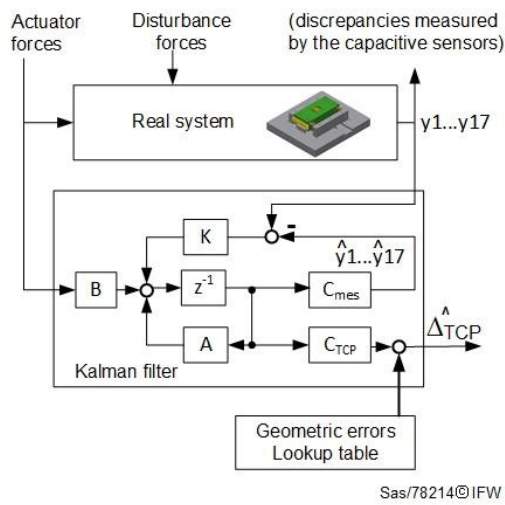 Actuator
forces
Disturbance
forces
(discrepancies measured
by the capacitive sensors)
Real system
y1...y17
K
-
ŷ1...ŷ17
B
z⁻¹
C_mes
A
C_TCP
Δ̂_TCP
Kalman filter
Geometric errors
Lookup table
Sas/78214©IFW